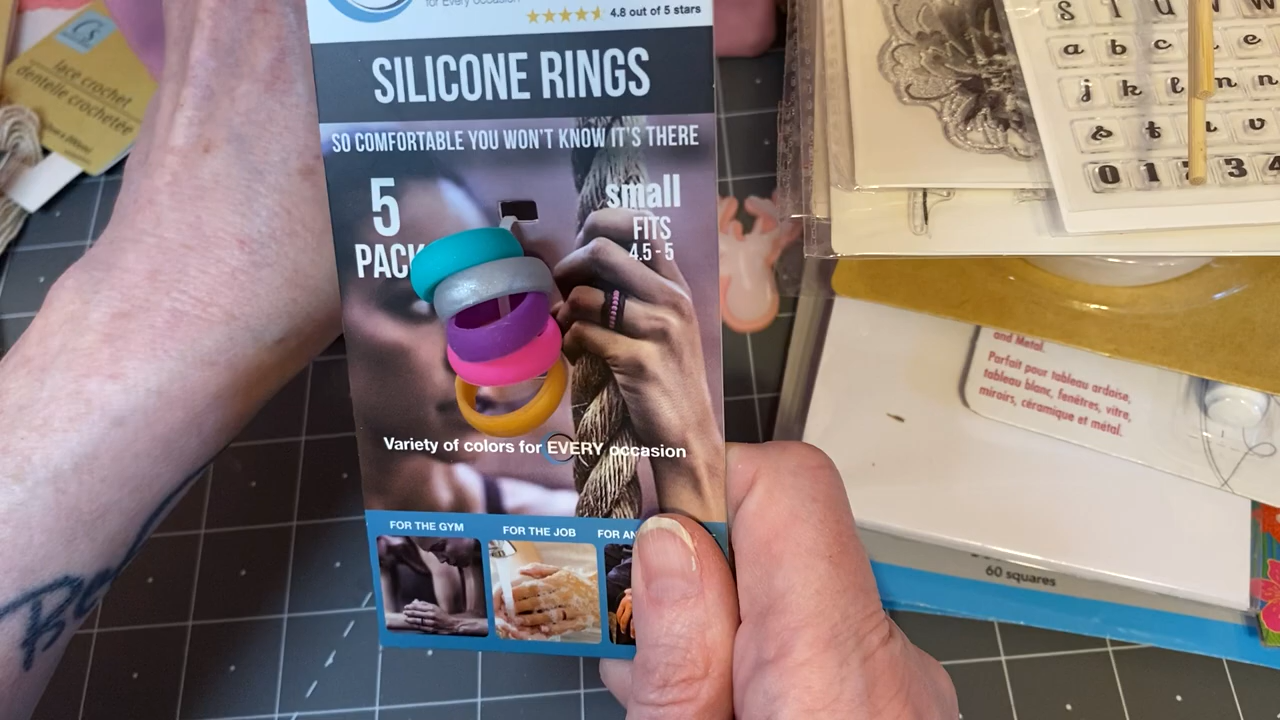 for Every occasion
4.8 out of 5 stars
SILICONE RINGS
SO COMFORTABLE YOU WON'T KNOW IT'S THERE
5
PACK
small
FITS
4.5 - 5
Variety of colors for EVERY occasion
FOR THE GYM
FOR THE JOB
FOR AN
lace crochet
dentelle crochetée
a b c e
j k l m n
0 1 3 4
and Metal.
Parfait pour tableau ardoise,
tableau blanc, fenêtres, vitre,
miroirs, céramique et métal.
60 squares